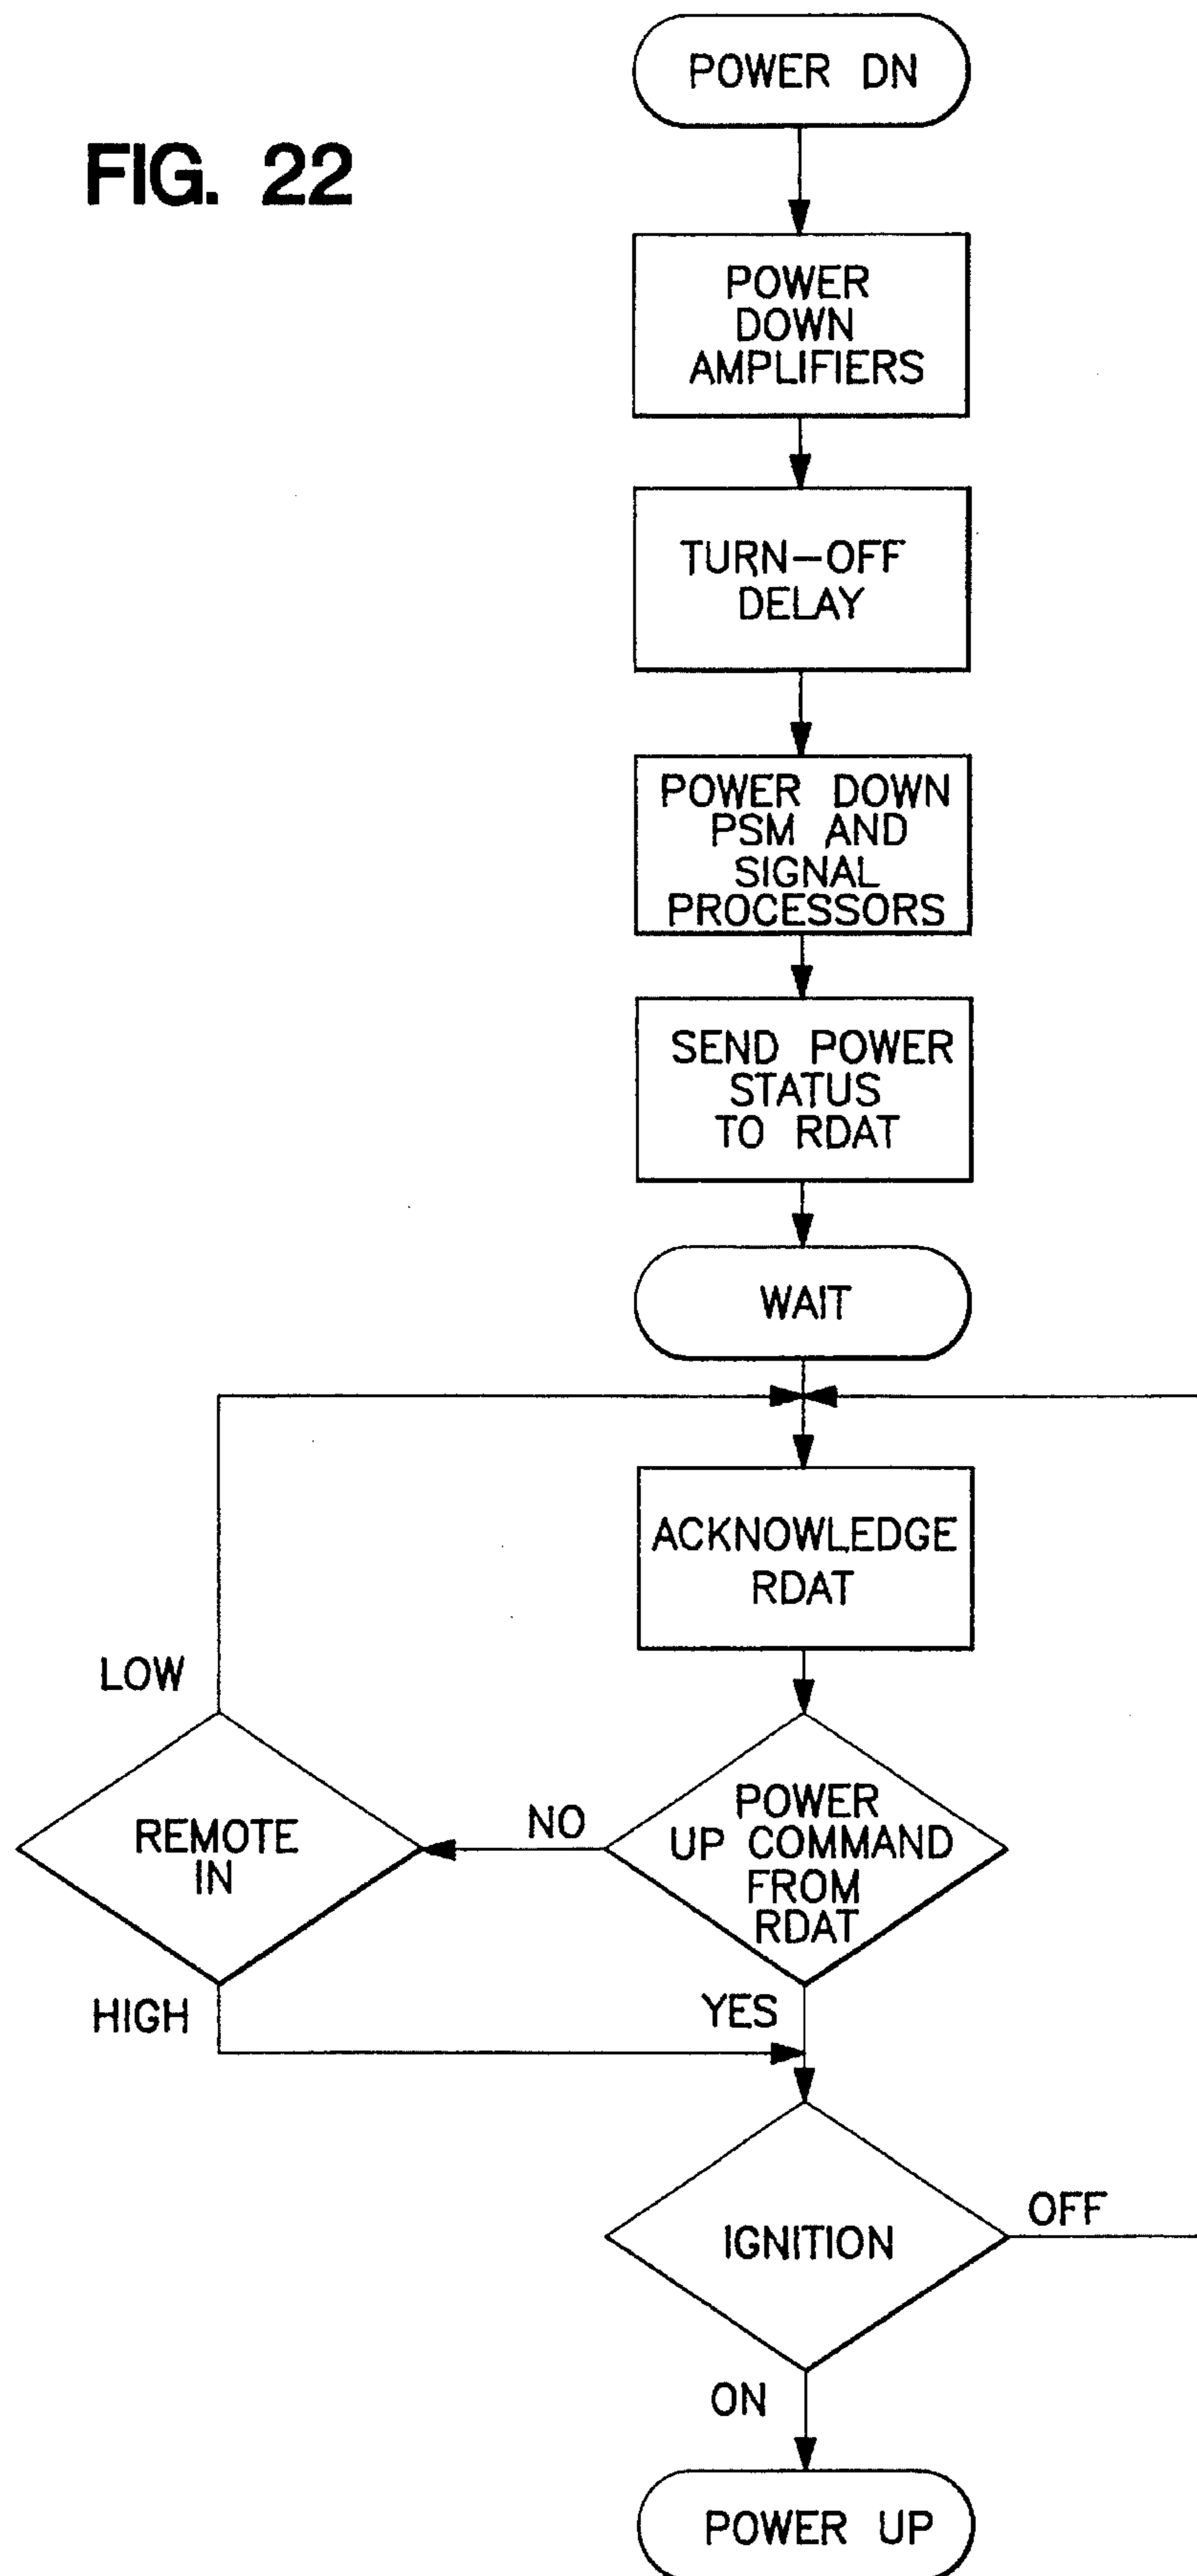 POWER DN
FIG. 22
POWER
DOWN
AMPLIFIERS
TURN-OFF
DELAY
POWER DOWN
PSM AND
SIGNAL
PROCESSORS
SEND POWER
STATUS
TO RDAT
WAIT
ACKNOWLEDGE
RDAT
LOW
POWER
UP COMMAND
FROM
RDAT
NO
REMOTE
IN
HIGH
YES
IGNITION
OFF
ON
POWER UP